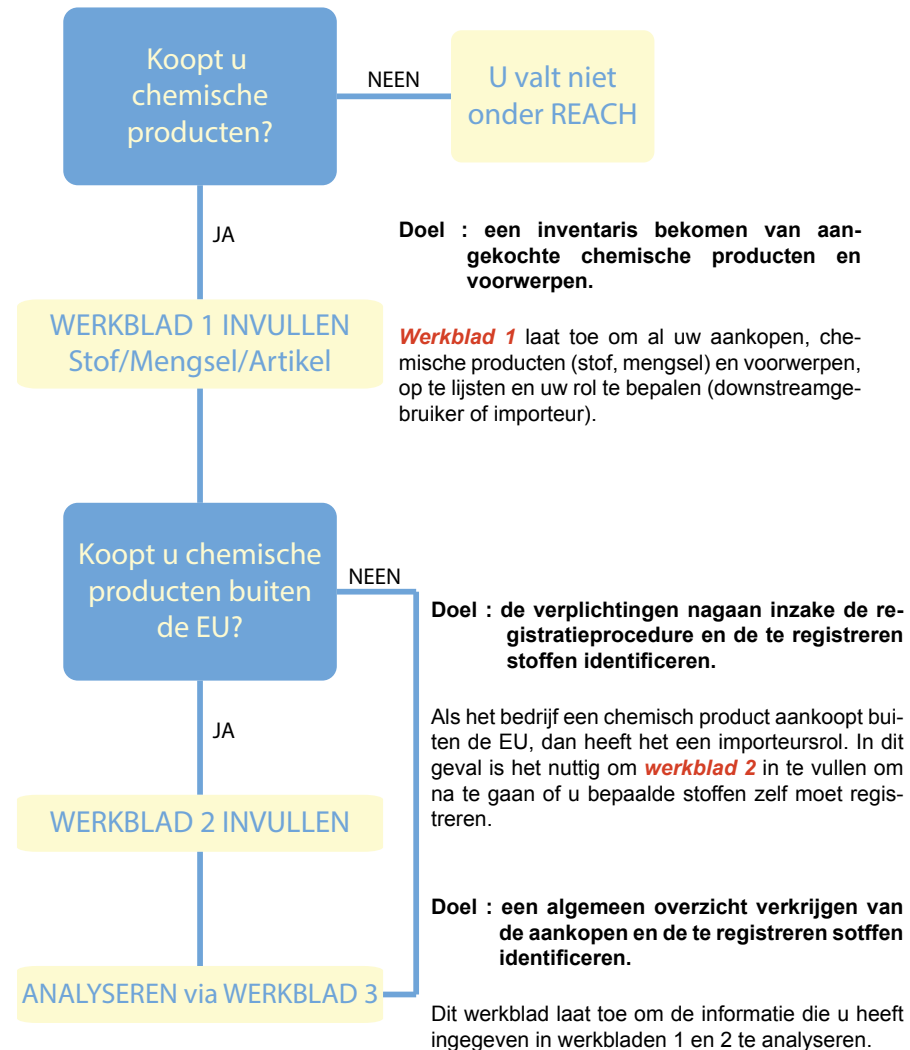 Koopt u
chemische
producten?
NEEN
U valt niet
onder REACH
JA
Doel : een inventaris bekomen van aan-
gekochte chemische producten en
voorwerpen.
WERKBLAD 1 INVULLEN
Stof/Mengsel/Artikel
Werkblad 1 laat toe om al uw aankopen, che-
mische producten (stof, mengsel) en voorwerpen,
op te lijsten en uw rol te bepalen (downstreamge-
bruiker of importeur).
Koopt u chemische
producten buiten
de EU?
NEEN
Doel : de verplichtingen nagaan inzake de re-
gistratieprocedure en de te registreren
stoffen identificeren.
JA
Als het bedrijf een chemisch product aankoopt bui-
ten de EU, dan heeft het een importeursrol. In dit
geval is het nuttig om werkblad 2 in te vullen om
na te gaan of u bepaalde stoffen zelf moet regis-
treren.
WERKBLAD 2 INVULLEN
Doel : een algemeen overzicht verkrijgen van
de aankopen en de te registreren sotffen
identificeren.
ANALYSEREN via WERKBLAD 3
Dit werkblad laat toe om de informatie die u heeft
ingegeven in werkbladen 1 en 2 te analyseren.